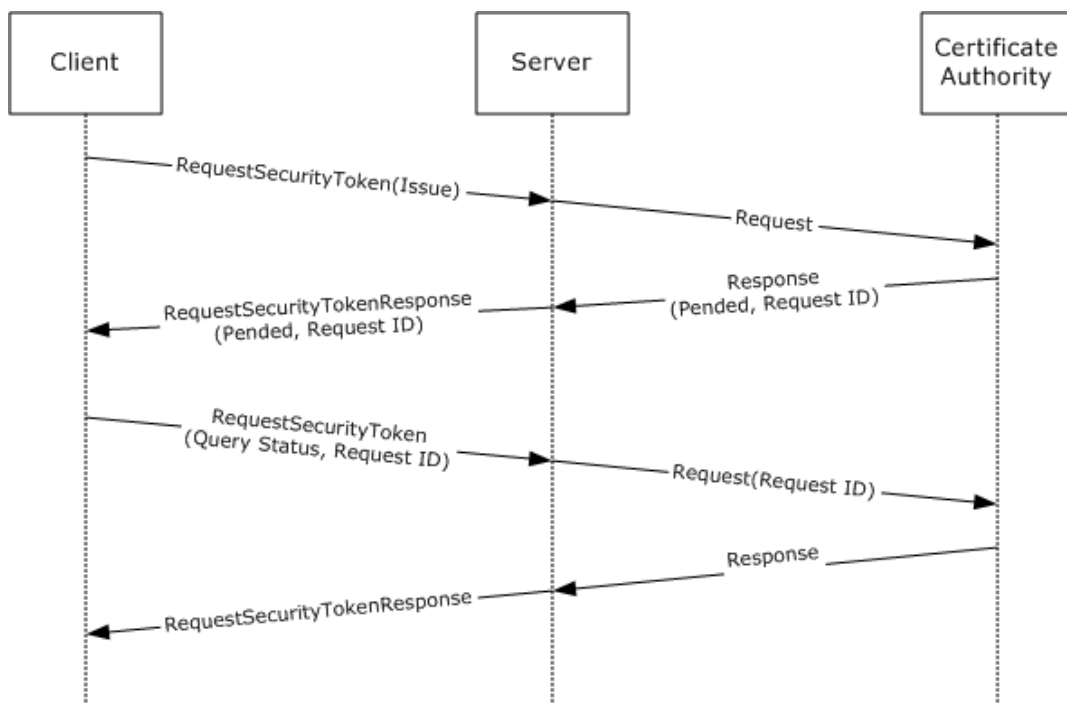 Client
Server
Certificate
Authority
RequestSecurityToken(Issue)
Request
Response
(Pended, Request ID)
RequestSecurityTokenResponse
(Pended, Request ID)
RequestSecurityToken
(Query Status, Request ID)
Request(Request ID)
Response
RequestSecurityTokenResponse